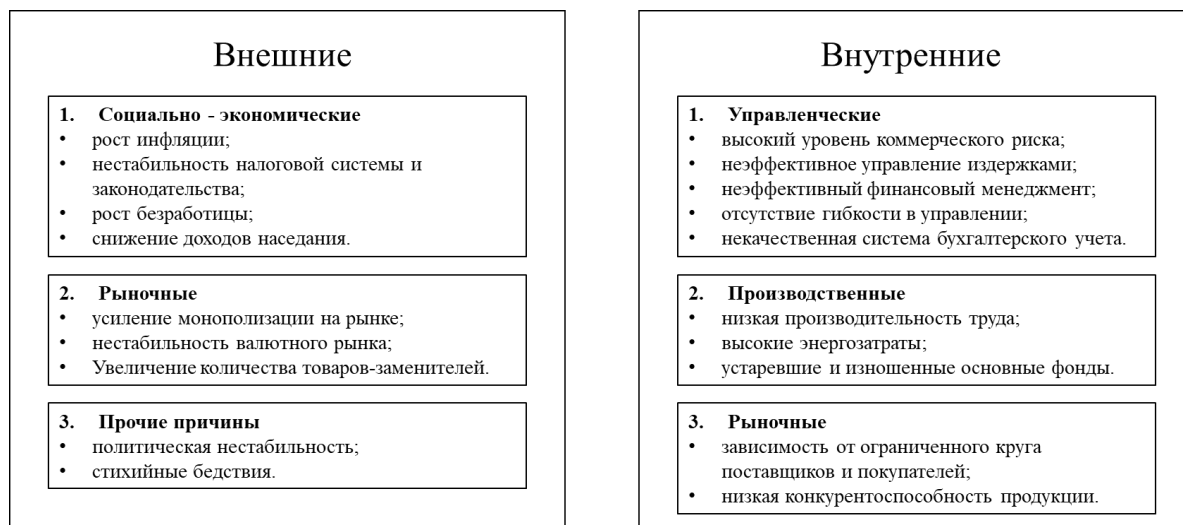 Внешние
1. Социально - экономические
• рост инфляции;
• нестабильность налоговой системы и
законодательства;
• рост безработицы;
• снижение доходов наседания.
2. Рыночные
• усиление монополизации на рынке;
• нестабильность валютного рынка;
• Увеличение количества товаров-заменителей.
3. Прочие причины
• политическая нестабильность;
• стихийные бедствия.
Внутренние
1. Управленческие
• высокий уровень коммерческого риска;
• неэффективное управление издержками;
• неэффективный финансовый менеджмент;
• отсутствие гибкости в управлении;
• некачественная система бухгалтерского учета.
2. Производственные
• низкая производительность труда;
• высокие энергозатраты;
• устаревшие и изношенные основные фонды.
3. Рыночные
• зависимость от ограниченного круга
поставщиков и покупателей;
• низкая конкурентоспособность продукции.